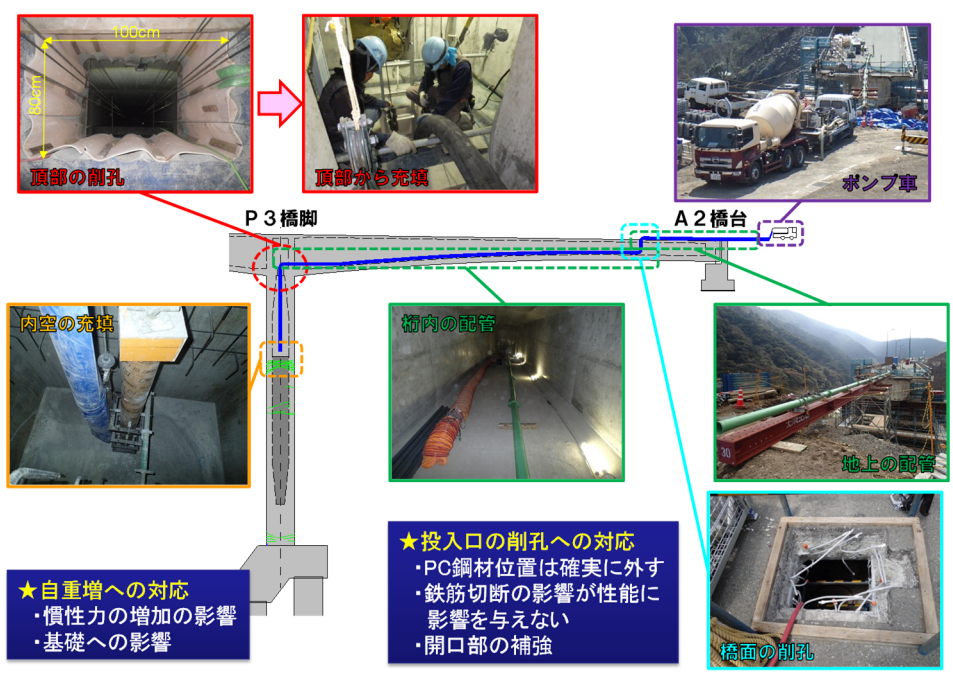 100cm
80cm
頂部の削孔
頂部から充填
ポンプ車
P3橋脚
A2橋台
内空の充填
桁内の配管
30
地上の配管
★自重増への対応
・慣性力の増加の影響
・基礎への影響
★投入口の削孔への対応
・PC鋼材位置は確実に外す
・鉄筋切断の影響が性能に
影響を与えない
・開口部の補強
橋面の削孔